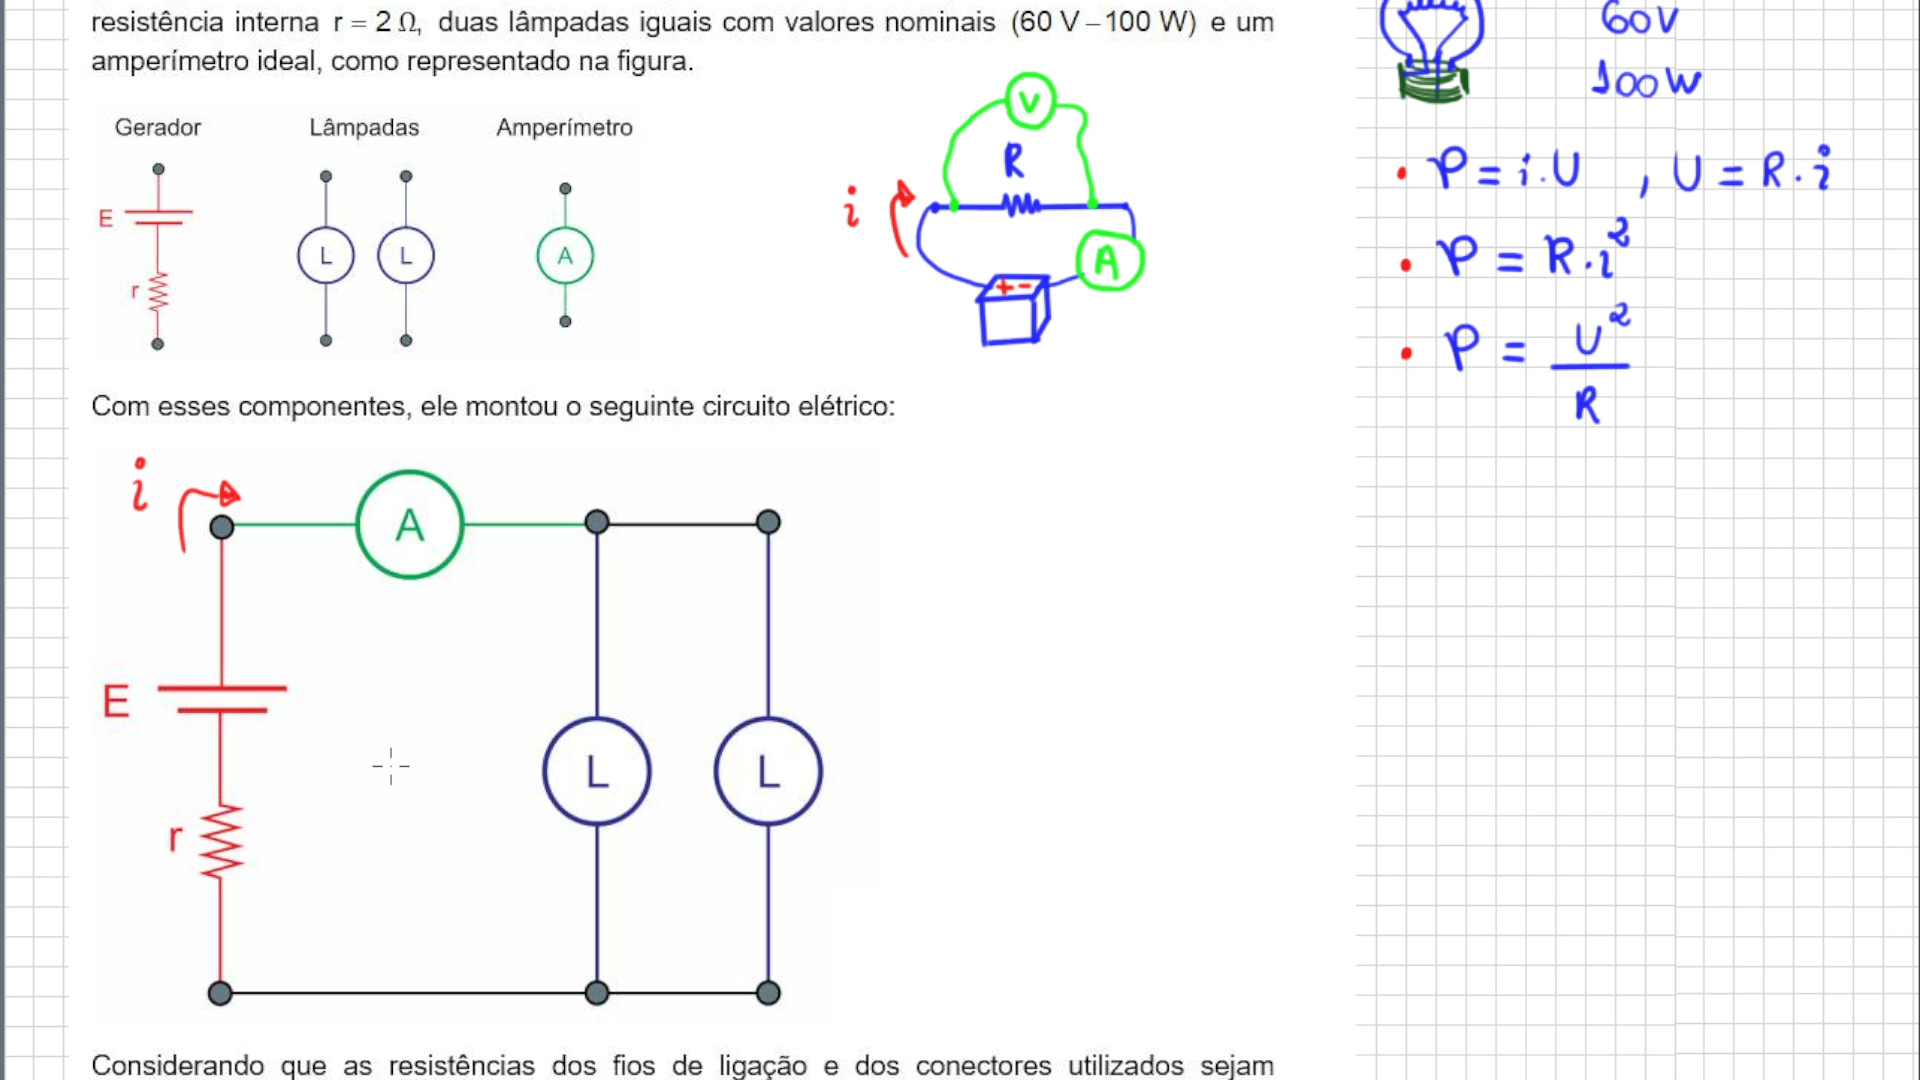 resistência interna r = 2 Ω, duas lâmpadas iguais com valores nominais (60 V – 100 W) e um
amperímetro ideal, como representado na figura.
Gerador Lâmpadas Amperímetro
E
r
L L
A
V
R
i
A
+ -
60V
100W
• P = i.U , U = R.i
• P = R.i²
• P = U²/R
Com esses componentes, ele montou o seguinte circuito elétrico:
i
A
E
r
L L
Considerando que as resistências dos fios de ligação e dos conectores utilizados sejam